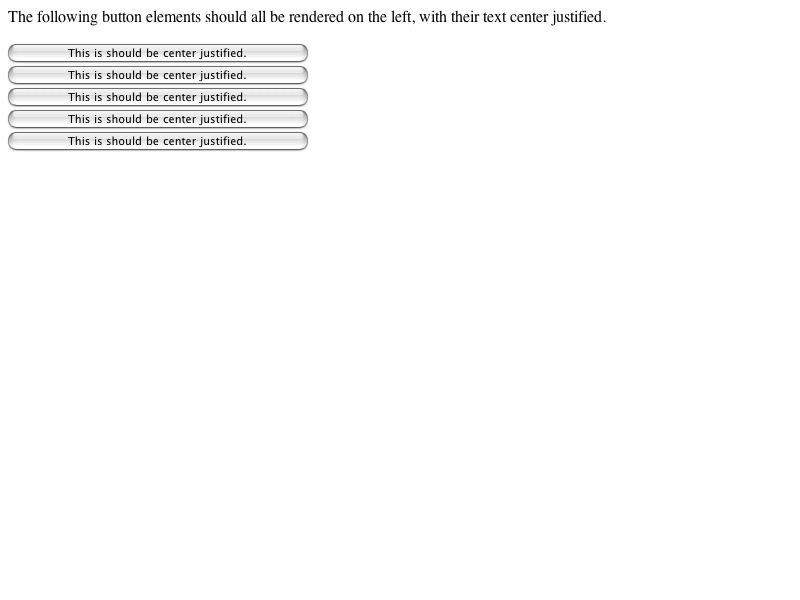 The following button elements should all be rendered on the left, with their text center justified.
This is should be center justified.
This is should be center justified.
This is should be center justified.
This is should be center justified.
This is should be center justified.